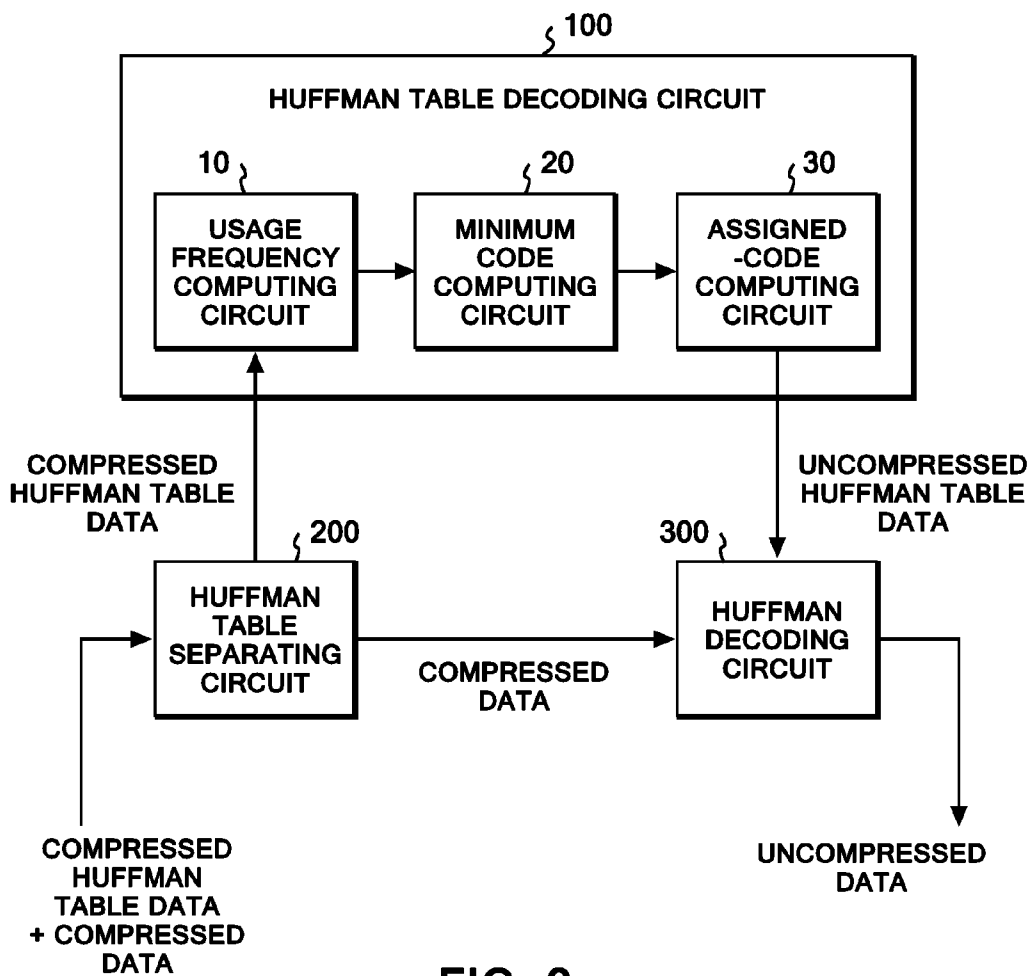 100
HUFFMAN TABLE DECODING CIRCUIT
10
20
30
USAGE
FREQUENCY
COMPUTING
CIRCUIT
MINIMUM
CODE
COMPUTING
CIRCUIT
ASSIGNED
-CODE
COMPUTING
CIRCUIT
COMPRESSED
HUFFMAN TABLE
DATA
UNCOMPRESSED
HUFFMAN TABLE
DATA
200
300
HUFFMAN
TABLE
SEPARATING
CIRCUIT
COMPRESSED
DATA
HUFFMAN
DECODING
CIRCUIT
COMPRESSED
HUFFMAN
TABLE DATA
+ COMPRESSED
DATA
UNCOMPRESSED
DATA
FIG.